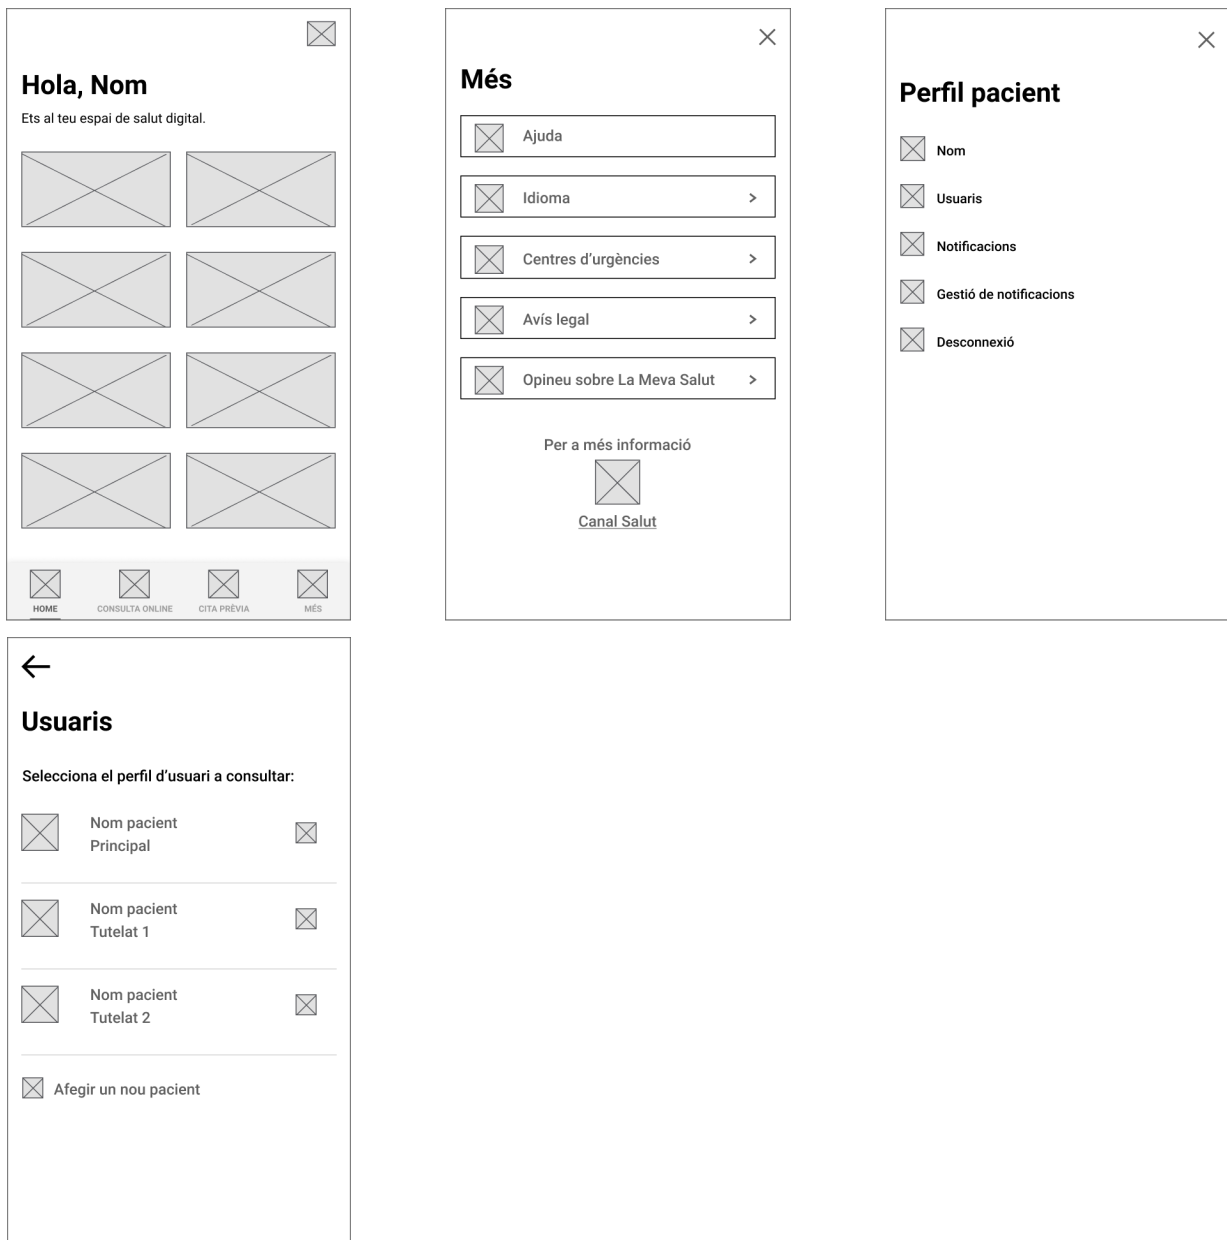 Hola, Nom
Ets al teu espai de salut digital.
HOME
CONSULTA ONLINE
CITA PRÈVIA
MÉS
Més
Ajuda
Idioma
Centres d’urgències
Avís legal
Opineu sobre La Meva Salut
Per a més informació
Canal Salut
Perfil pacient
Nom
Usuaris
Notificacions
Gestió de notificacions
Desconnexió
Usuaris
Selecciona el perfil d’usuari a consultar:
Nom pacient
Principal
Nom pacient
Tutelat 1
Nom pacient
Tutelat 2
Afegir un nou pacient